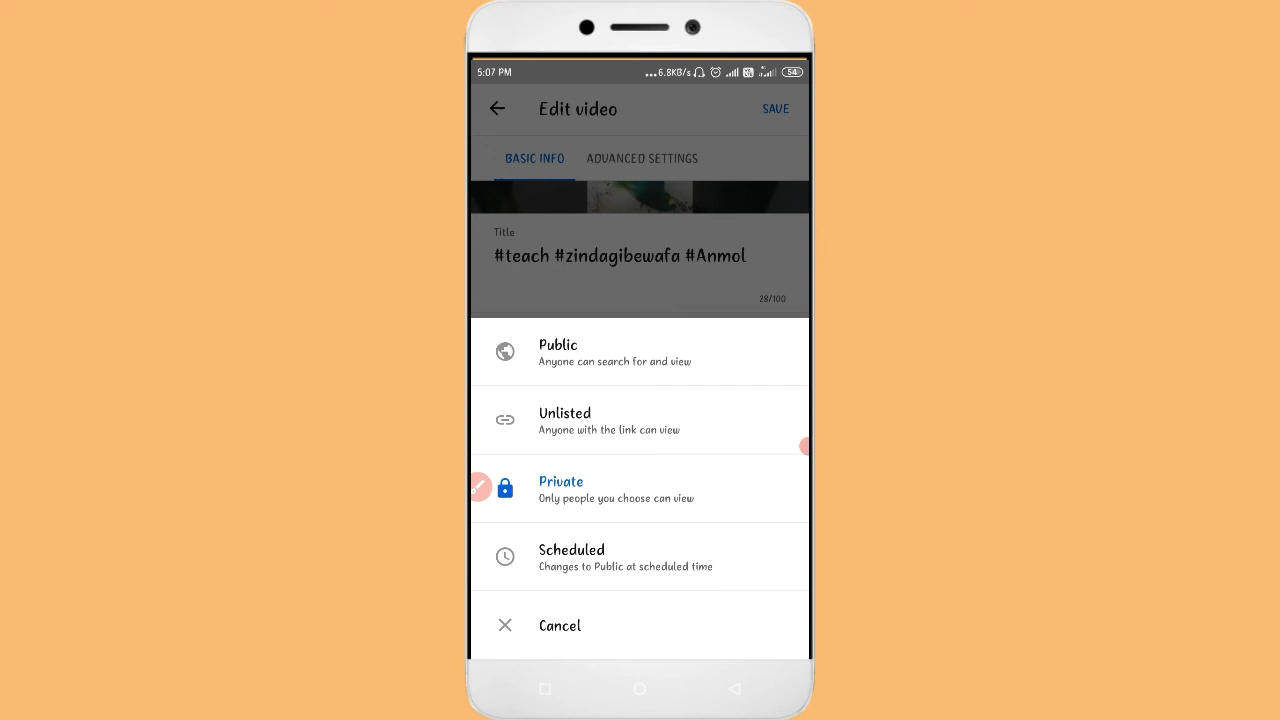 5:07 PM
...6.8KB/s
54
Edit video
SAVE
BASIC INFO
ADVANCED SETTINGS
Title
#teach #zindagibewafa #Anmol
28/100
Public
Anyone can search for and view
Unlisted
Anyone with the link can view
Private
Only people you choose can view
Scheduled
Changes to Public at scheduled time
Cancel